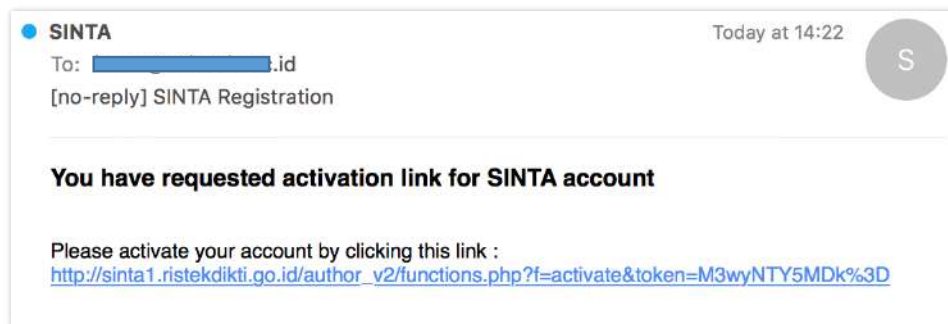 SINTA
Today at 14:22
S
To: .id
[no-reply] SINTA Registration
You have requested activation link for SINTA account
Please activate your account by clicking this link :
http://sinta1.ristekdikti.go.id/author_v2/functions.php?f=activate&token=M3wyNTY5MDk%3D